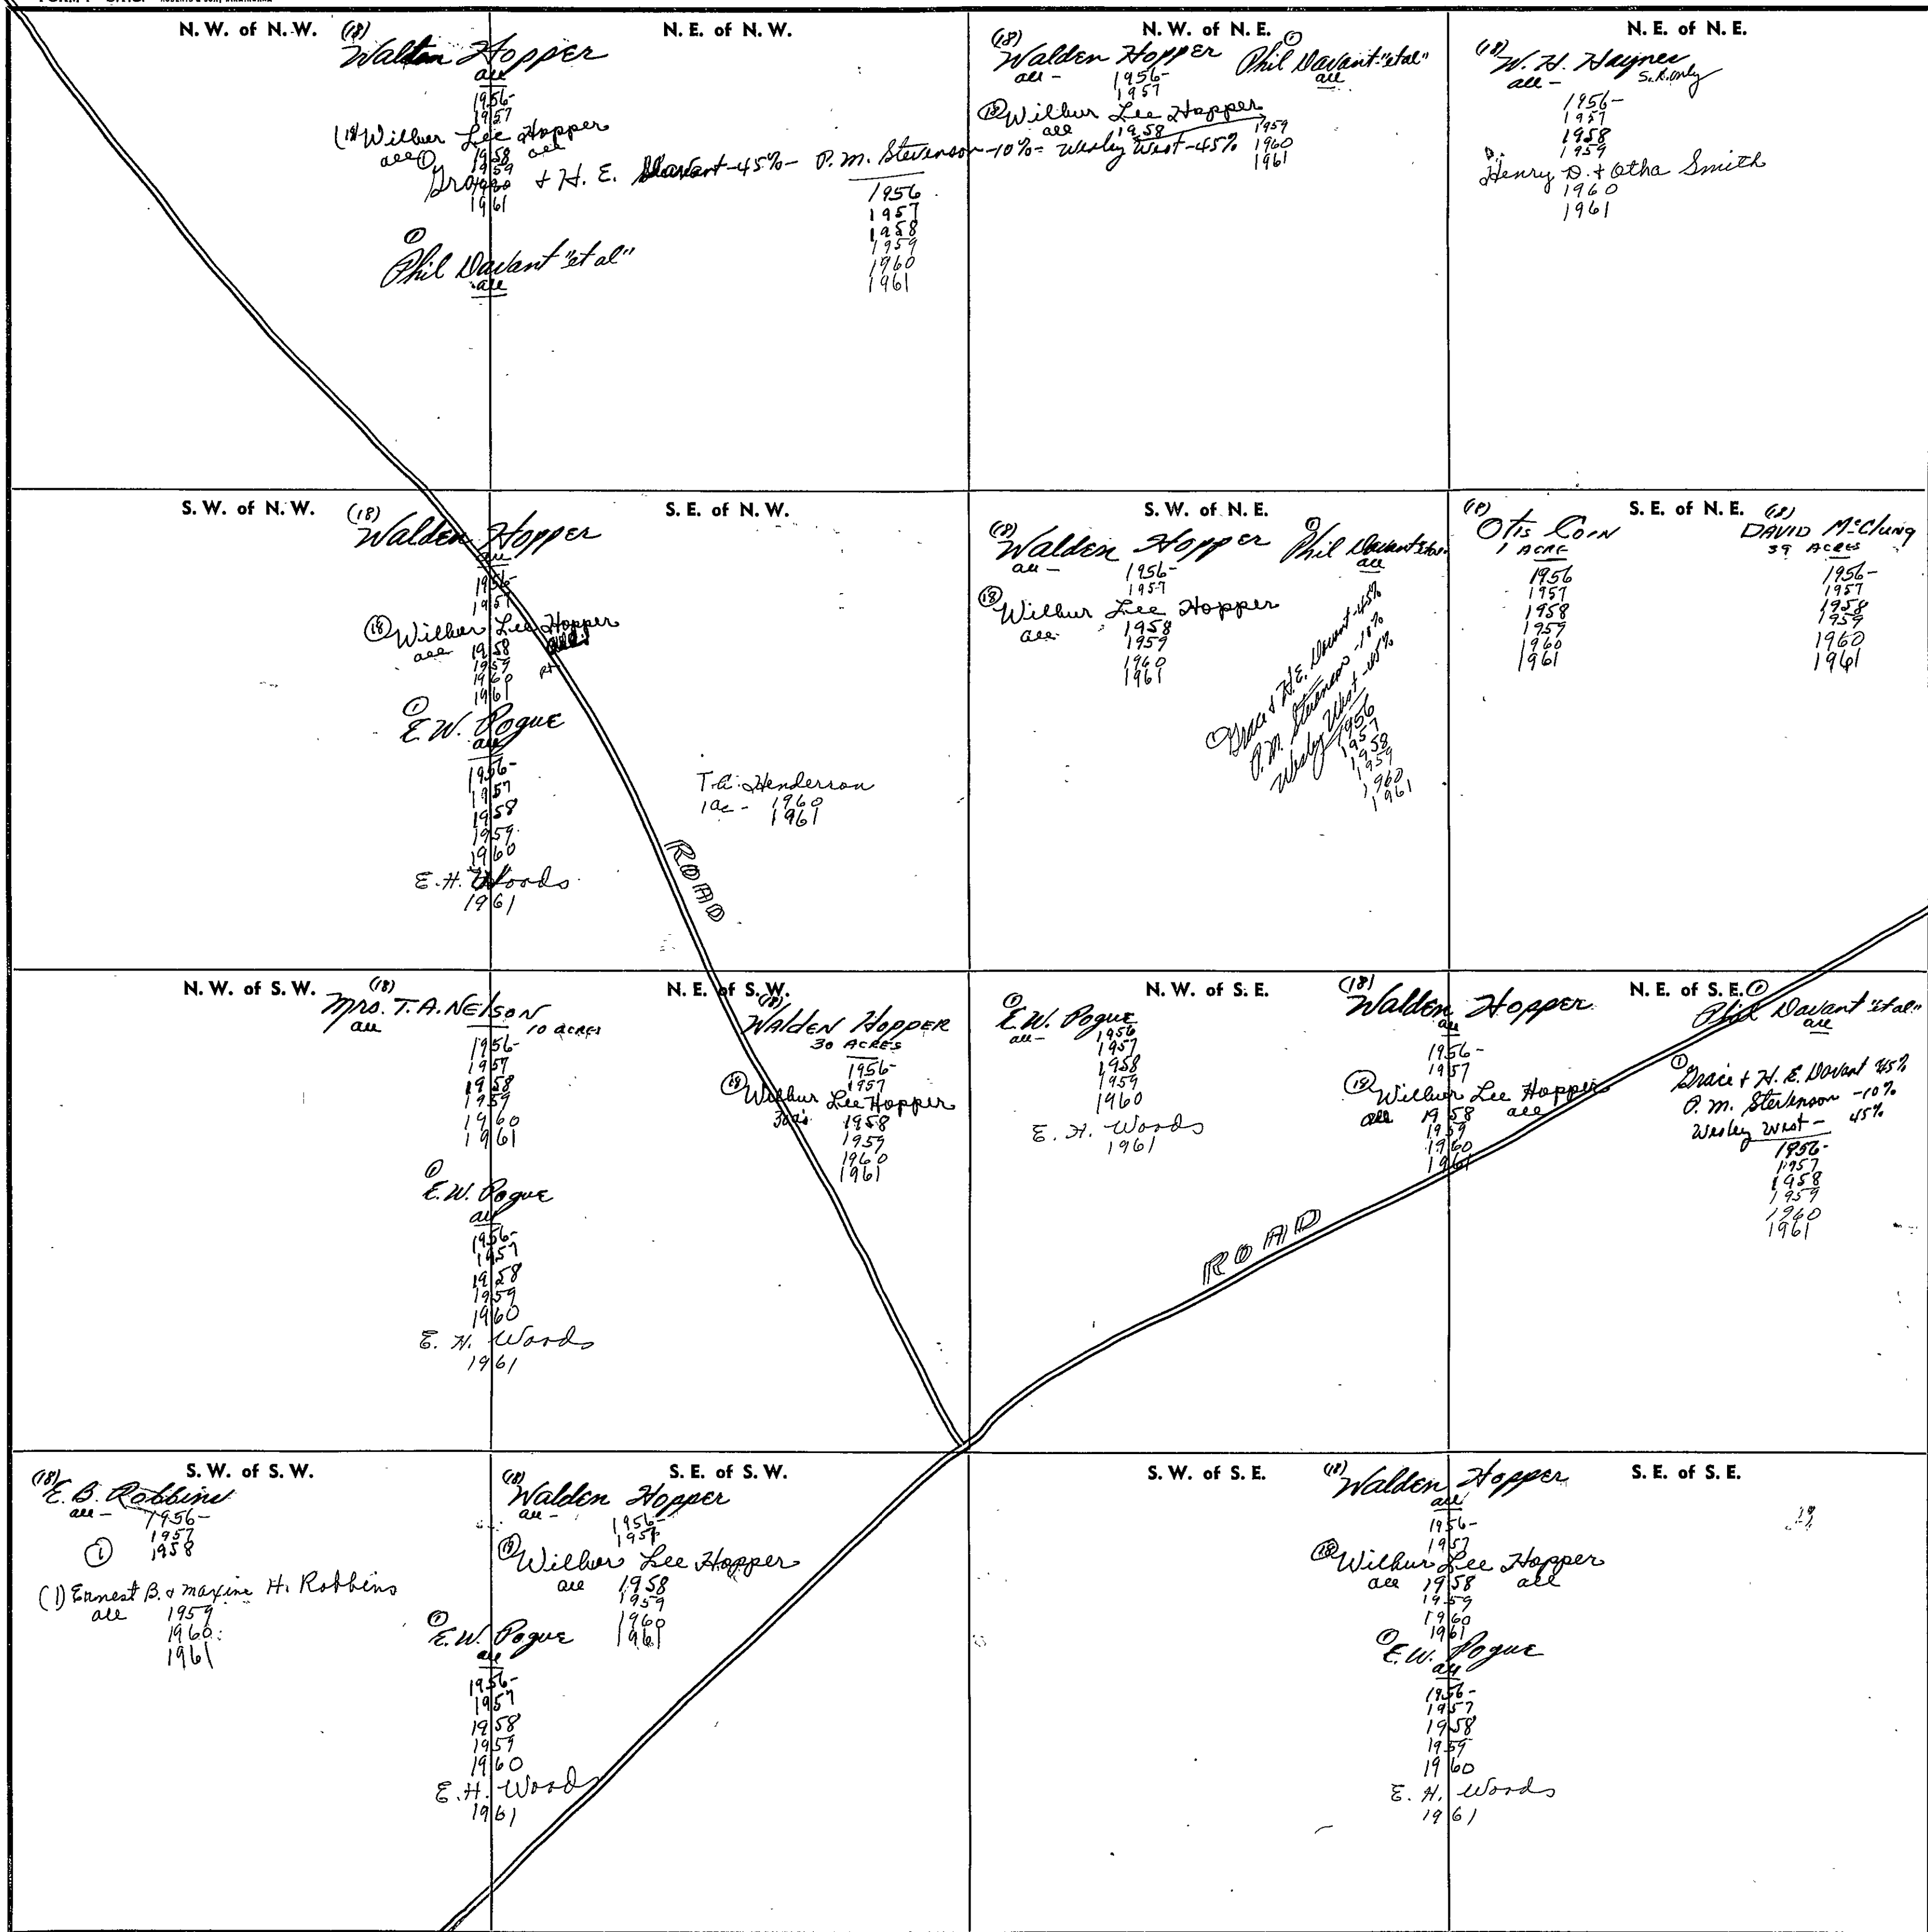 N. W. of N. W.
(18)
Walton Hopper
all
1956-
1957
(18) Wilbur Lee Hopper
all 1958 all
1959
1960
1961
N. E. of N. W.
① Grace & H. E. Davant-45%- P. M. Stevenson-10%= Wesley West-45%
1956
1957
1958
1959
1960
1961
① Phil Davant "et al"
all
N. W. of N. E.
(18)
Walden Hopper
all - 1956-
1957
① Phil Davant "et al"
all
⑱ Wilbur Lee Hopper
all 1958 1959
1960
1961
N. E. of N. E.
(18) W. H. Haynes
all - S.R. only
1956-
1957
1958
1959
Henry D. & Otha Smith
1960
1961
S. W. of N. W.
(18)
Walden Hopper
all
1956-
1957
⑱ Wilbur Lee Hopper
all 1958 all
1959
1960
1961
① E. W. Pogue
all
1956-
1957
1958
1959
1960
E. H. Woods
1961
S. E. of N. W.
T. A. Henderson
1 ac - 1960
1961
ROAD
S. W. of N. E.
(18)
Walden Hopper
all - 1956-
1957
① Phil Davant et al
all
⑱ Wilbur Lee Hopper
all 1958
1959
1960
1961
① Grace & H. E. Davant-45%
P. M. Stevenson -10%
Wesley West -45%
1956
1957
1958
1959
1960
1961
S. E. of N. E.
(18)
Otis Coin
1 ACRE
1956
1957
1958
1959
1960
1961
(18)
DAVID McClung
39 ACRES
1956-
1957
1958
1959
1960
1961
N. W. of S. W.
(18)
Mrs. T. A. NElson
all 10 acres
1956-
1957
1958
1959
1960
1961
① E. W. Pogue
all
1956-
1957
1958
1959
1960
E. H. Woods
1961
N. E. of S. W.
(18)
WAldEN HoppER
30 ACRES
1956-
1957
⑱ Wilbur Lee Hopper
30 a's 1958
1959
1960
1961
N. W. of S. E.
① E. W. Pogue
all - 1956
1957
1958
1959
1960
E. H. Woods
1961
(18)
Walden Hopper
all
1956-
1957
⑱ Wilbur Lee Hopper
all 1958 all
1959
1960
1961
ROAD
N. E. of S. E.
① Phil Davant "et al"
all
① Grace & H. E. Davant 45%
P. M. Stevenson -10%
Wesley West - 45%
1956-
1957
1958
1959
1960
1961
S. W. of S. W.
(18) E. B. Robbins
all - 1956-
1957
① 1958
(1) Earnest B. & Maxine H. Robbins
all 1959
1960
1961
S. E. of S. W.
(18)
Walden Hopper
all - 1956-
1957
⑱ Wilbur Lee Hopper
all 1958
1959
1960
1961
① E. W. Pogue
all
1956-
1957
1958
1959
1960
E. H. Woods
1961
S. W. of S. E.
(18)
Walden Hopper
all
1956-
1957
⑱ Wilbur Lee Hopper
all 1958 all
1959
1960
1961
① E. W. Pogue
all
1956-
1957
1958
1959
1960
E. H. Woods
1961
S. E. of S. E.